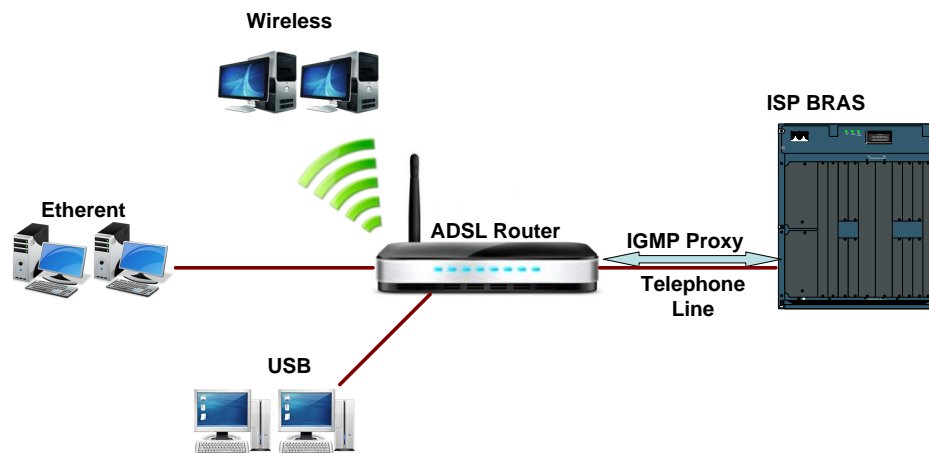 Wireless
ISP BRAS
Etherent
ADSL Router
IGMP Proxy
Telephone
Line
USB